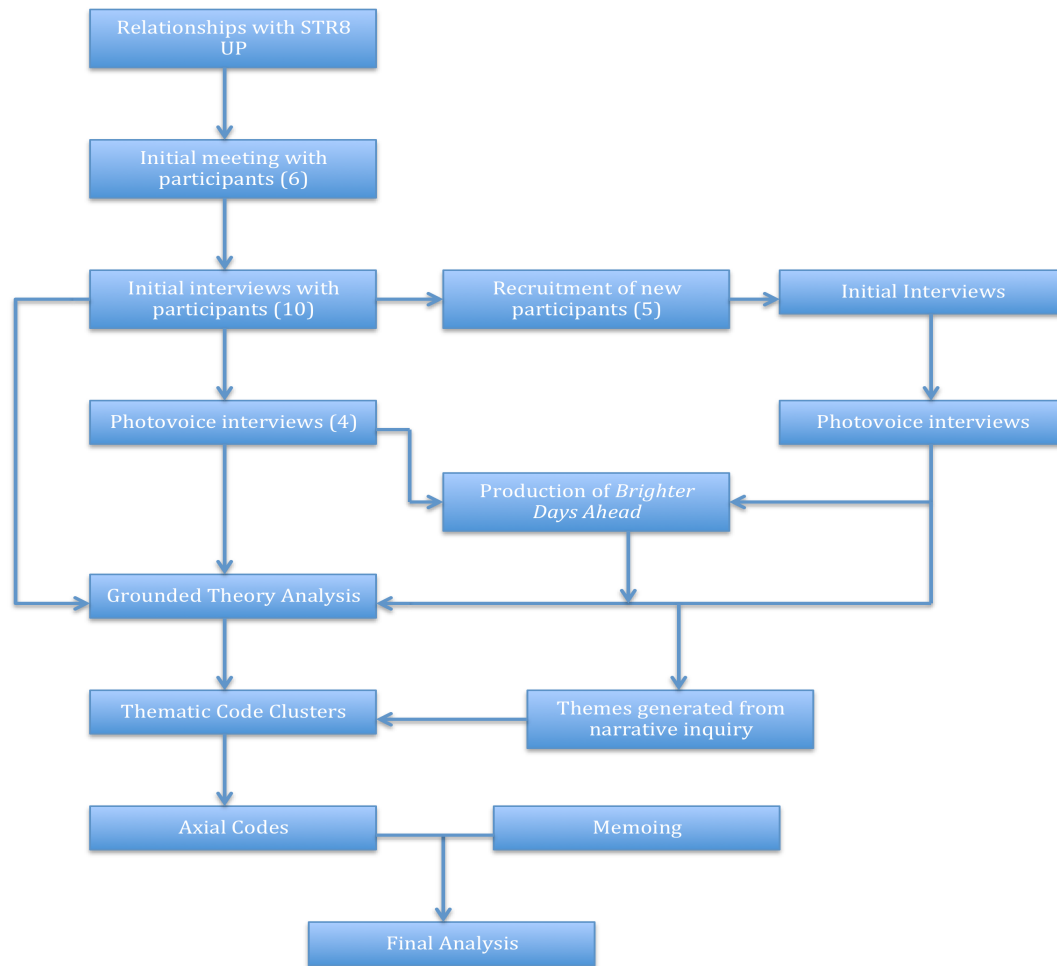 Relationships with STR8
UP
Initial meeting with
participants (6)
Initial interviews with
participants (10)
Recruitment of new
participants (5)
Initial Interviews
Photovoice interviews (4)
Photovoice interviews
Production of Brighter
Days Ahead
Grounded Theory Analysis
Thematic Code Clusters
Themes generated from
narrative inquiry
Axial Codes
Memoing
Final Analysis